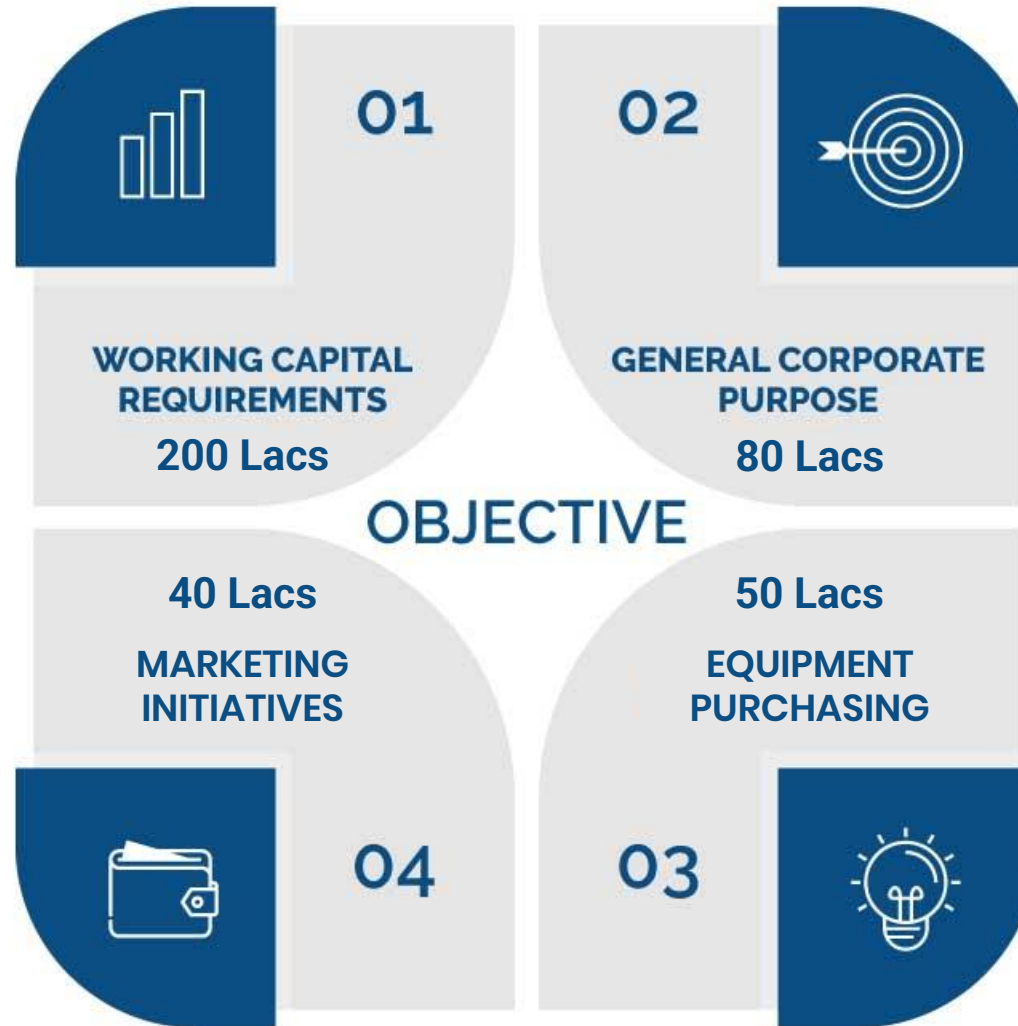 01
WORKING CAPITAL
REQUIREMENTS
200 Lacs
02
GENERAL CORPORATE
PURPOSE
80 Lacs
OBJECTIVE
50 Lacs
EQUIPMENT
PURCHASING
03
40 Lacs
MARKETING
INITIATIVES
04